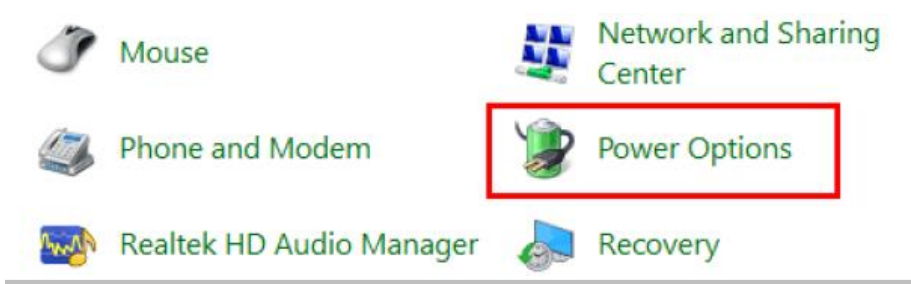 Mouse
Network and Sharing
Center
Phone and Modem
Power Options
Realtek HD Audio Manager
Recovery